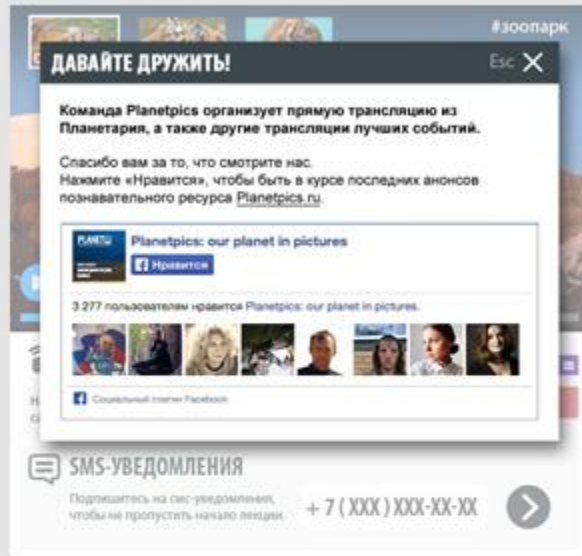 #зоопарк
ДАВАЙТЕ ДРУЖИТЬ!
Esc X
Команда Planetpics организует прямую трансляцию из
Планетария, а также другие трансляции лучших событий.
Спасибо вам за то, что смотрите нас.
Нажмите «Нравится», чтобы быть в курсе последних анонсов
познавательного ресурса Planetpics.ru.
Planetpics: our planet in pictures
Нравится
3 277 пользователям нравится Planetpics: our planet in pictures.
Социальный плагин Facebook
SMS-УВЕДОМЛЕНИЯ
Подпишитесь на смс-уведомления,
чтобы не пропустить начало лекции.
+ 7 ( XXX ) XXX-XX-XX